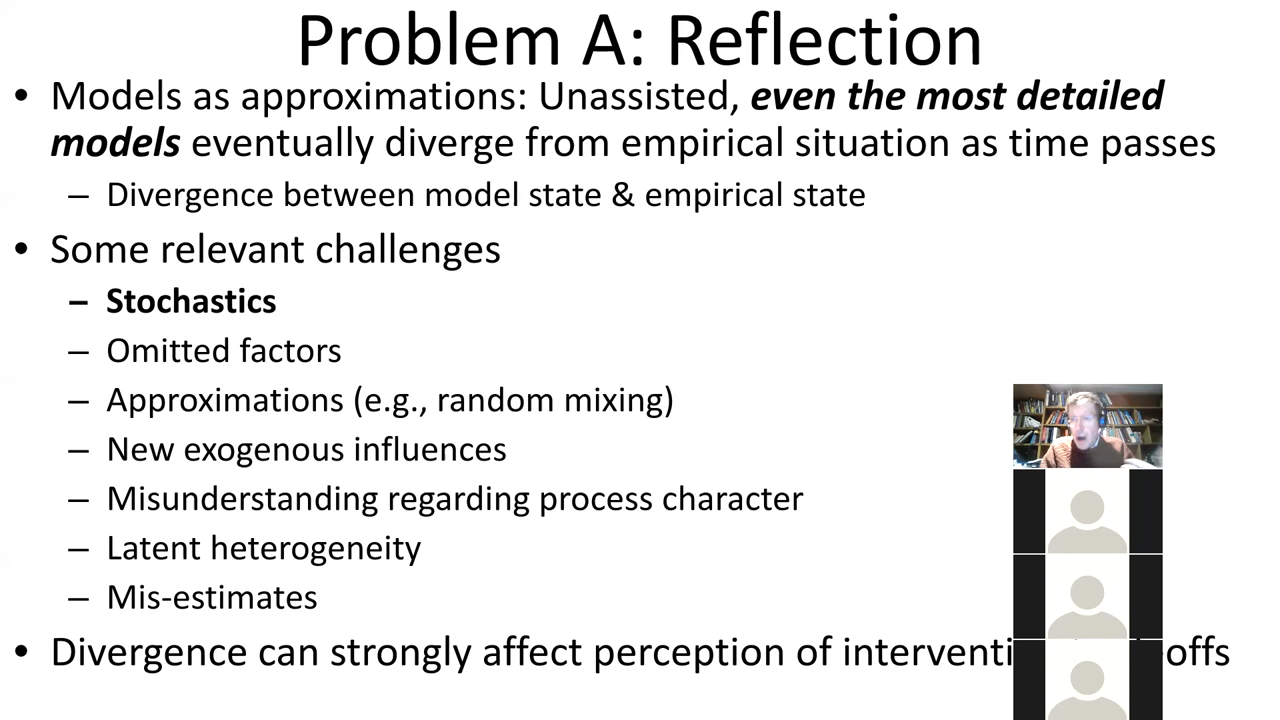 Problem A: Reflection
• Models as approximations: Unassisted, even the most detailed
models eventually diverge from empirical situation as time passes
– Divergence between model state & empirical state
• Some relevant challenges
– Stochastics
– Omitted factors
– Approximations (e.g., random mixing)
– New exogenous influences
– Misunderstanding regarding process character
– Latent heterogeneity
– Mis-estimates
• Divergence can strongly affect perception of